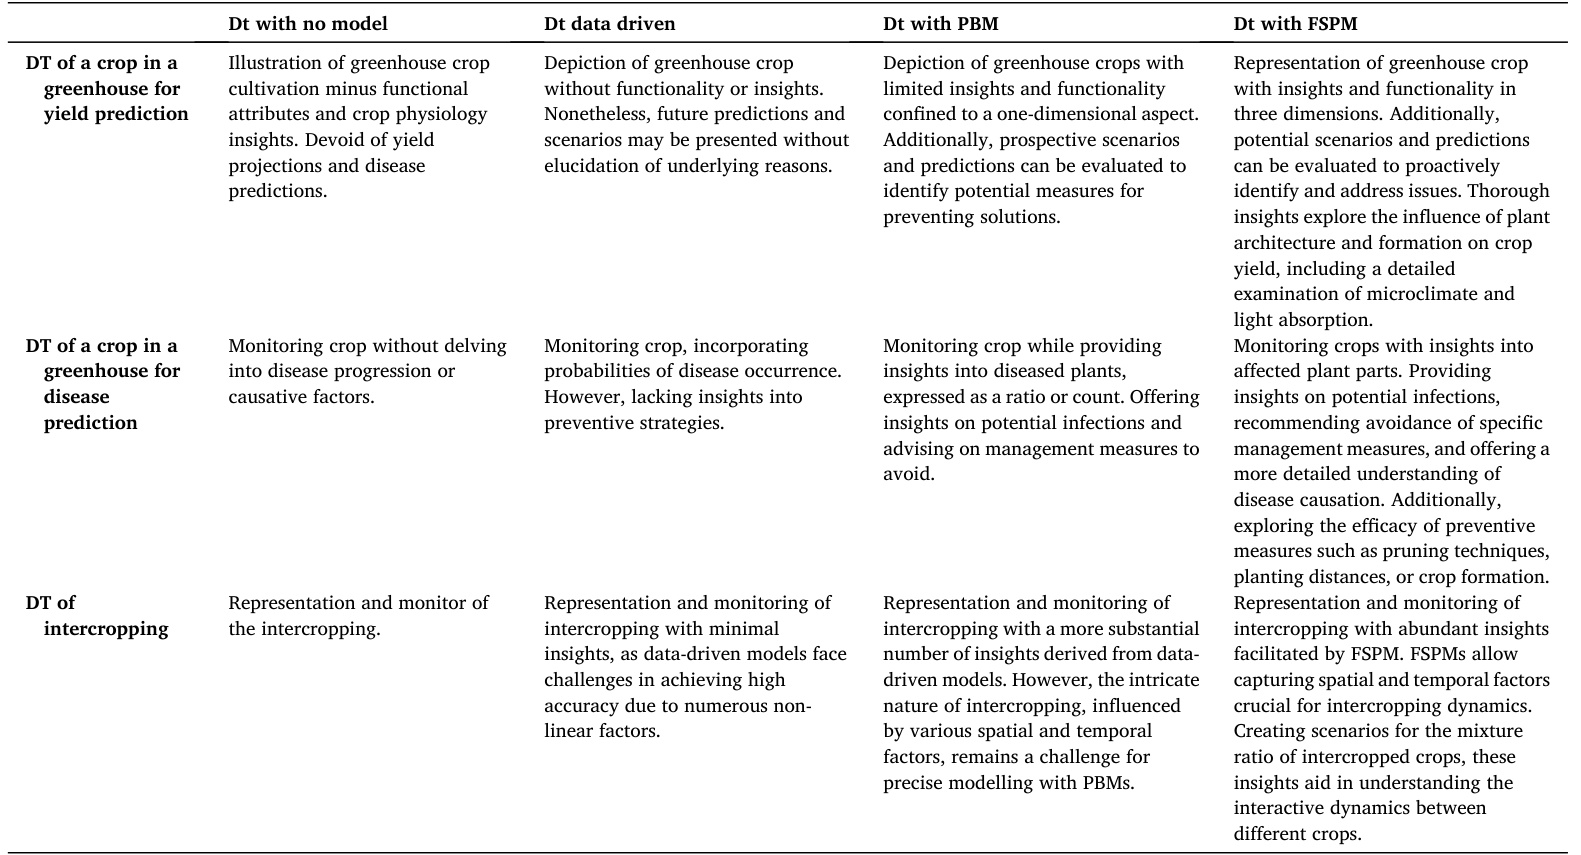 Dt with no model
Dt data driven
Dt with PBM
Dt with FSPM
DT of a crop in a
greenhouse for
yield prediction
Illustration of greenhouse crop
cultivation minus functional
attributes and crop physiology
insights. Devoid of yield
projections and disease
predictions.
Depiction of greenhouse crop
without functionality or insights.
Nonetheless, future predictions and
scenarios may be presented without
elucidation of underlying reasons.
Depiction of greenhouse crops with
limited insights and functionality
confined to a one-dimensional aspect.
Additionally, prospective scenarios
and predictions can be evaluated to
identify potential measures for
preventing solutions.
Representation of greenhouse crop
with insights and functionality in
three dimensions. Additionally,
potential scenarios and predictions
can be evaluated to proactively
identify and address issues. Thorough
insights explore the influence of plant
architecture and formation on crop
yield, including a detailed
examination of microclimate and
light absorption.
DT of a crop in a
greenhouse for
disease
prediction
Monitoring crop without delving
into disease progression or
causative factors.
Monitoring crop, incorporating
probabilities of disease occurrence.
However, lacking insights into
preventive strategies.
Monitoring crop while providing
insights into diseased plants,
expressed as a ratio or count. Offering
insights on potential infections and
advising on management measures to
avoid.
Monitoring crops with insights into
affected plant parts. Providing
insights on potential infections,
recommending avoidance of specific
management measures, and offering a
more detailed understanding of
disease causation. Additionally,
exploring the efficacy of preventive
measures such as pruning techniques,
planting distances, or crop formation.
DT of
intercropping
Representation and monitor of
the intercropping.
Representation and monitoring of
intercropping with minimal
insights, as data-driven models face
challenges in achieving high
accuracy due to numerous non-
linear factors.
Representation and monitoring of
intercropping with a more substantial
number of insights derived from data-
driven models. However, the intricate
nature of intercropping, influenced
by various spatial and temporal
factors, remains a challenge for
precise modelling with PBMs.
Representation and monitoring of
intercropping with abundant insights
facilitated by FSPM. FSPMs allow
capturing spatial and temporal factors
crucial for intercropping dynamics.
Creating scenarios for the mixture
ratio of intercropped crops, these
insights aid in understanding the
interactive dynamics between
different crops.